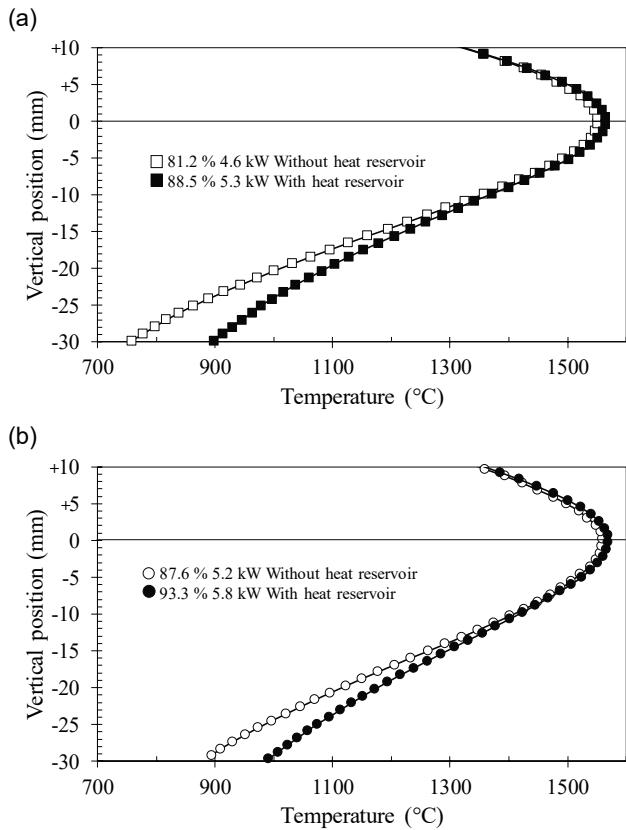 (a)
+10
+5
0
-5
-10
-15
-20
-25
-30
Vertical position (mm)
81.2 % 4.6 kW Without heat reservoir
88.5 % 5.3 kW With heat reservoir
700 900 1100 1300 1500
Temperature (°C)
(b)
+10
+5
0
-5
-10
-15
-20
-25
-30
Vertical position (mm)
87.6 % 5.2 kW Without heat reservoir
93.3 % 5.8 kW With heat reservoir
700 900 1100 1300 1500
Temperature (°C)